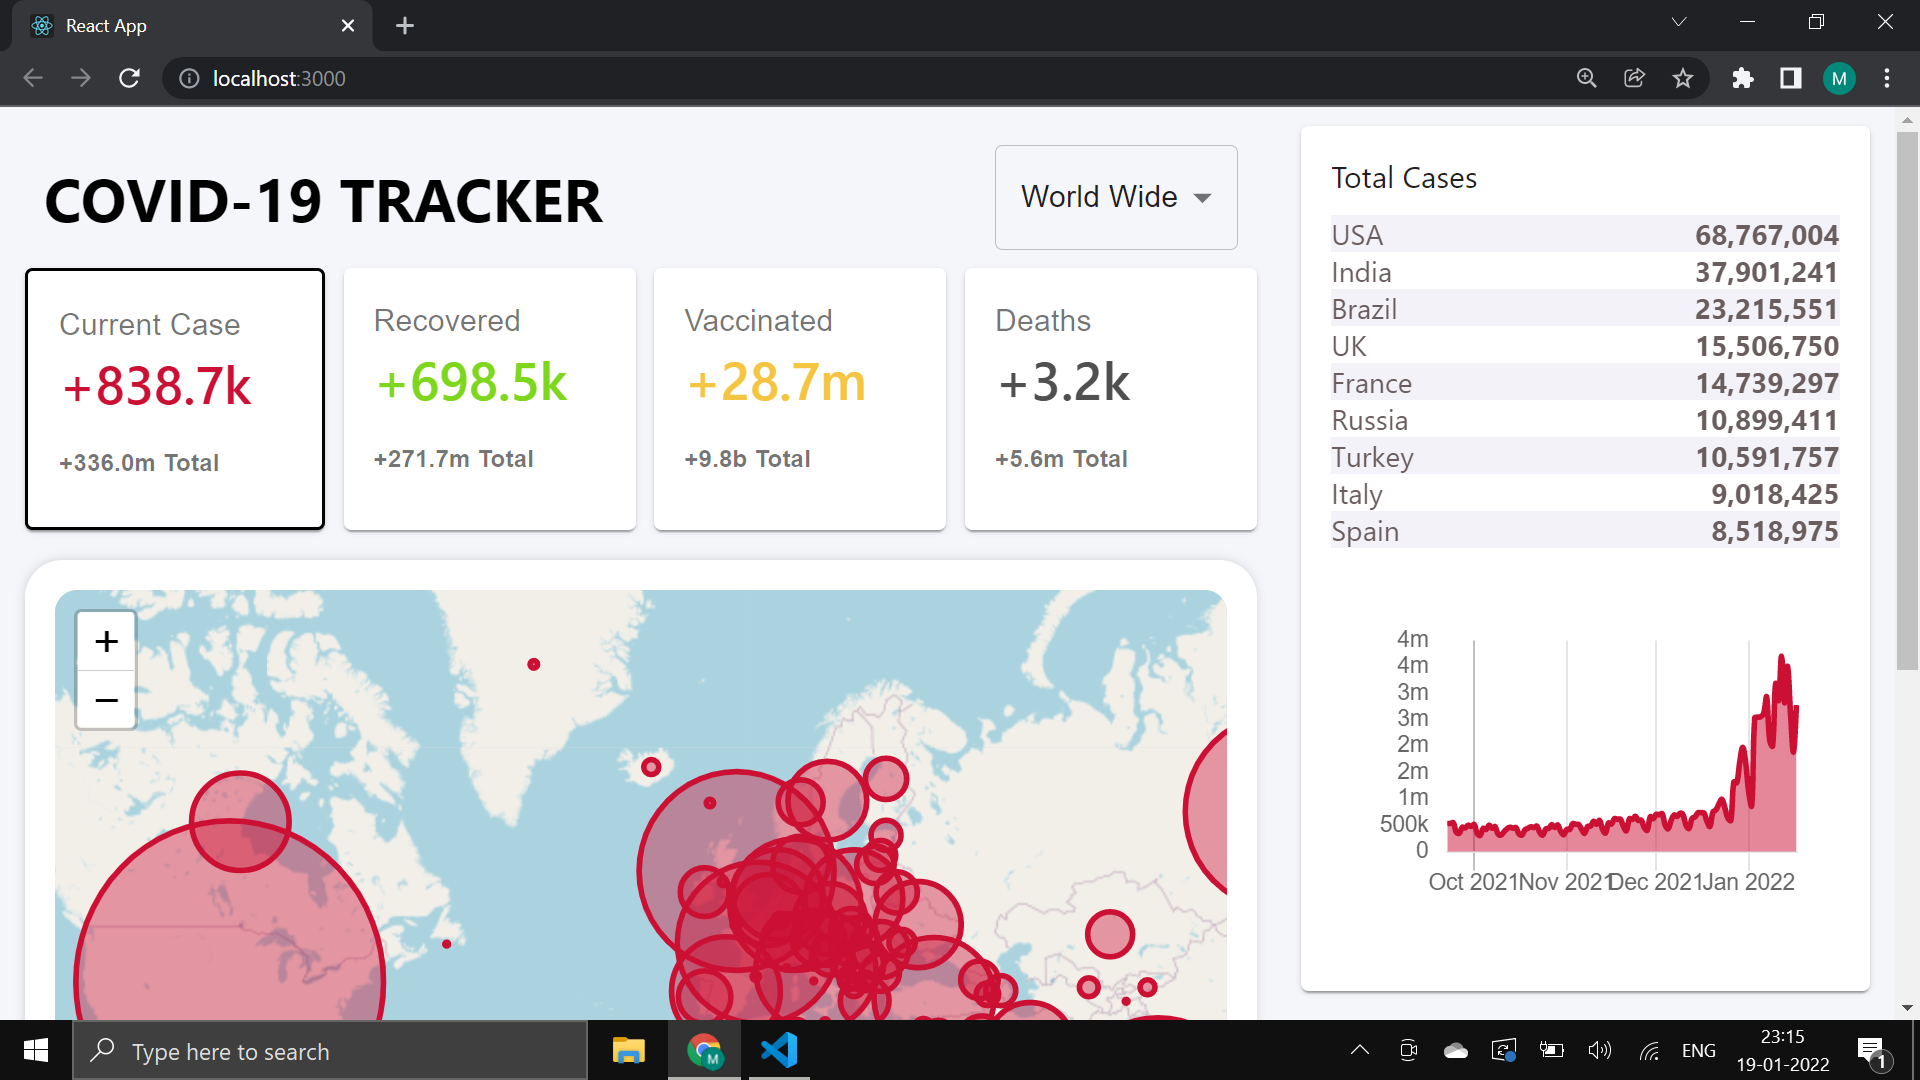 React App
localhost:3000
M
COVID-19 TRACKER
World Wide
Current Case
+838.7k
+336.0m Total
Recovered
+698.5k
+271.7m Total
Vaccinated
+28.7m
+9.8b Total
Deaths
+3.2k
+5.6m Total
+
−
Total Cases
USA 68,767,004
India 37,901,241
Brazil 23,215,551
UK 15,506,750
France 14,739,297
Russia 10,899,411
Turkey 10,591,757
Italy 9,018,425
Spain 8,518,975
4m
4m
3m
3m
2m
2m
1m
500k
0
Oct 2021 Nov 2021 Dec 2021 Jan 2022
Type here to search
M
ENG
23:15
19-01-2022
1